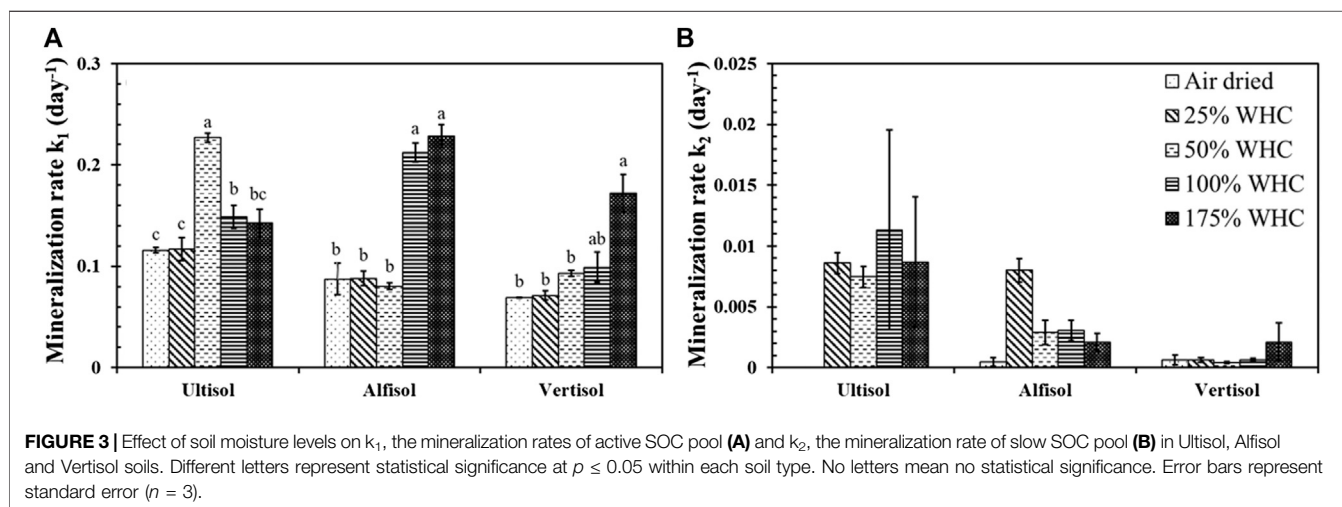 A
Mineralization rate k₁ (day⁻¹)
0.3
0.2
0.1
0
c c a b bc
b b b a a
b b b ab a
Ultisol Alfisol Vertisol
B
Mineralization rate k₂ (day⁻¹)
0.025
0.02
0.015
0.01
0.005
0
Air dried
25% WHC
50% WHC
100% WHC
175% WHC
Ultisol Alfisol Vertisol
FIGURE 3 | Effect of soil moisture levels on k₁, the mineralization rates of active SOC pool (A) and k₂, the mineralization rate of slow SOC pool (B) in Ultisol, Alfisol
and Vertisol soils. Different letters represent statistical significance at p ≤ 0.05 within each soil type. No letters mean no statistical significance. Error bars represent
standard error (n = 3).